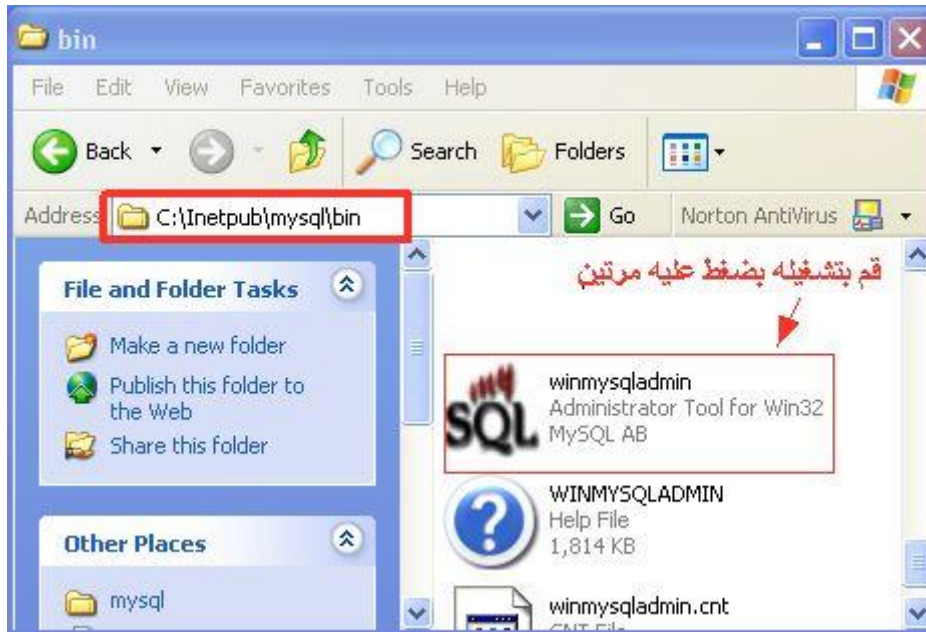 bin
File Edit View Favorites Tools Help
Back Search Folders
Address C:\Inetpub\mysql\bin Go Norton AntiVirus
قم بتشغيله بضغط عليه مرتين
File and Folder Tasks
Make a new folder
Publish this folder to
the Web
Share this folder
Other Places
mysql
my
SQL
winmysqladmin
Administrator Tool for Win32
MySQL AB
WINMYSQLADMIN
Help File
1,814 KB
winmysqladmin.cnt
CNT File